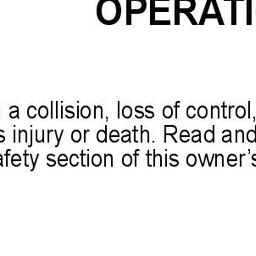 OPERATI
a collision, loss of control,
s injury or death. Read and
afety section of this owner's